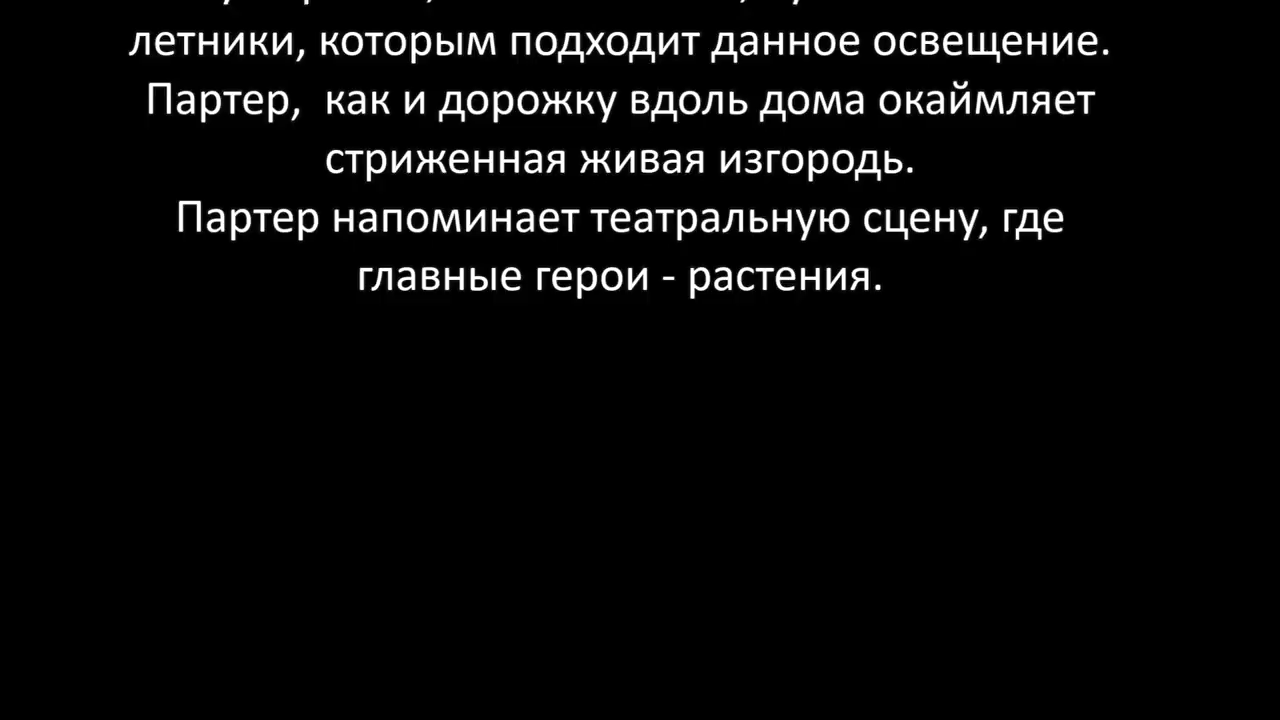 летники, которым подходит данное освещение.
Партер,  как и дорожку вдоль дома окаймляет
стриженная живая изгородь.
Партер напоминает театральную сцену, где
главные герои - растения.